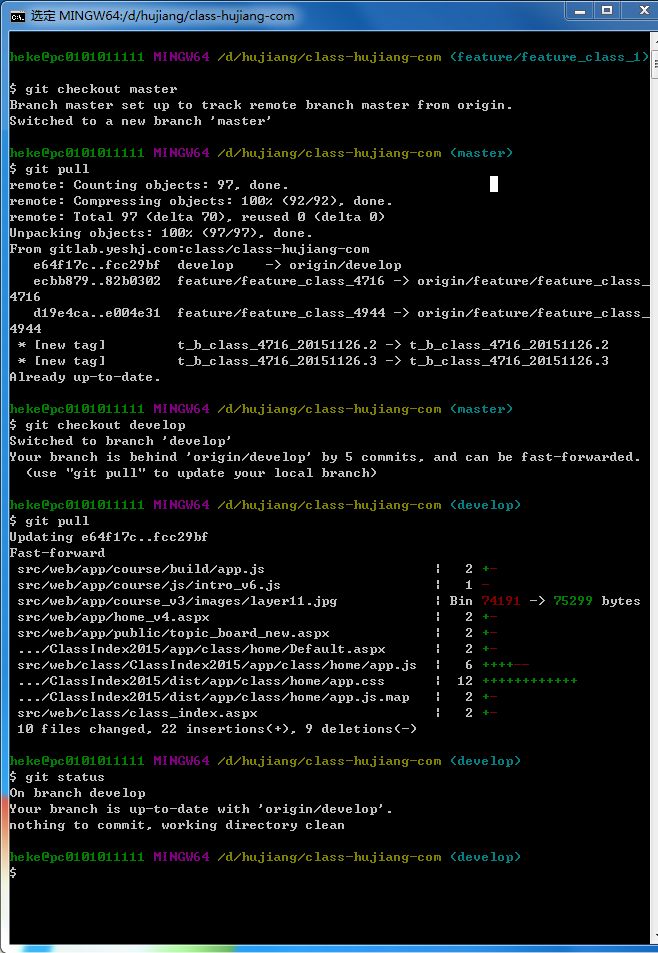 选定 MINGW64:/d/hujiang/class-hujiang-com
heke@pc0101011111 MINGW64 /d/hujiang/class-hujiang-com (feature/feature_class_1)
$ git checkout master
Branch master set up to track remote branch master from origin.
Switched to a new branch 'master'
heke@pc0101011111 MINGW64 /d/hujiang/class-hujiang-com (master)
$ git pull
remote: Counting objects: 97, done.
remote: Compressing objects: 100% (92/92), done.
remote: Total 97 (delta 70), reused 0 (delta 0)
Unpacking objects: 100% (97/97), done.
From gitlab.yeshj.com:class/class-hujiang-com
   e64f17c..fcc29bf  develop    -> origin/develop
   ecbb879..82b0302  feature/feature_class_4716 -> origin/feature/feature_class_
4716
   d19e4ca..e004e31  feature/feature_class_4944 -> origin/feature/feature_class_
4944
 * [new tag]         t_b_class_4716_20151126.2 -> t_b_class_4716_20151126.2
 * [new tag]         t_b_class_4716_20151126.3 -> t_b_class_4716_20151126.3
Already up-to-date.
heke@pc0101011111 MINGW64 /d/hujiang/class-hujiang-com (master)
$ git checkout develop
Switched to branch 'develop'
Your branch is behind 'origin/develop' by 5 commits, and can be fast-forwarded.
  (use "git pull" to update your local branch)
heke@pc0101011111 MINGW64 /d/hujiang/class-hujiang-com (develop)
$ git pull
Updating e64f17c..fcc29bf
Fast-forward
 src/web/app/course/build/app.js                     |   2 +-
 src/web/app/course/js/intro_v6.js                   |   1 -
 src/web/app/course_v3/images/layer11.jpg            | Bin 74191 -> 75299 bytes
 src/web/app/home_v4.aspx                            |   2 +-
 src/web/app/public/topic_board_new.aspx             |   2 +-
 .../ClassIndex2015/app/class/home/Default.aspx      |   2 +-
 src/web/class/ClassIndex2015/app/class/home/app.js  |   6 ++++--
 .../ClassIndex2015/dist/app/class/home/app.css      |  12 ++++++++++++
 .../ClassIndex2015/dist/app/class/home/app.js.map   |   2 +-
 src/web/class/class_index.aspx                      |   2 +-
 10 files changed, 22 insertions(+), 9 deletions(-)
heke@pc0101011111 MINGW64 /d/hujiang/class-hujiang-com (develop)
$ git status
On branch develop
Your branch is up-to-date with 'origin/develop'.
nothing to commit, working directory clean
heke@pc0101011111 MINGW64 /d/hujiang/class-hujiang-com (develop)
$